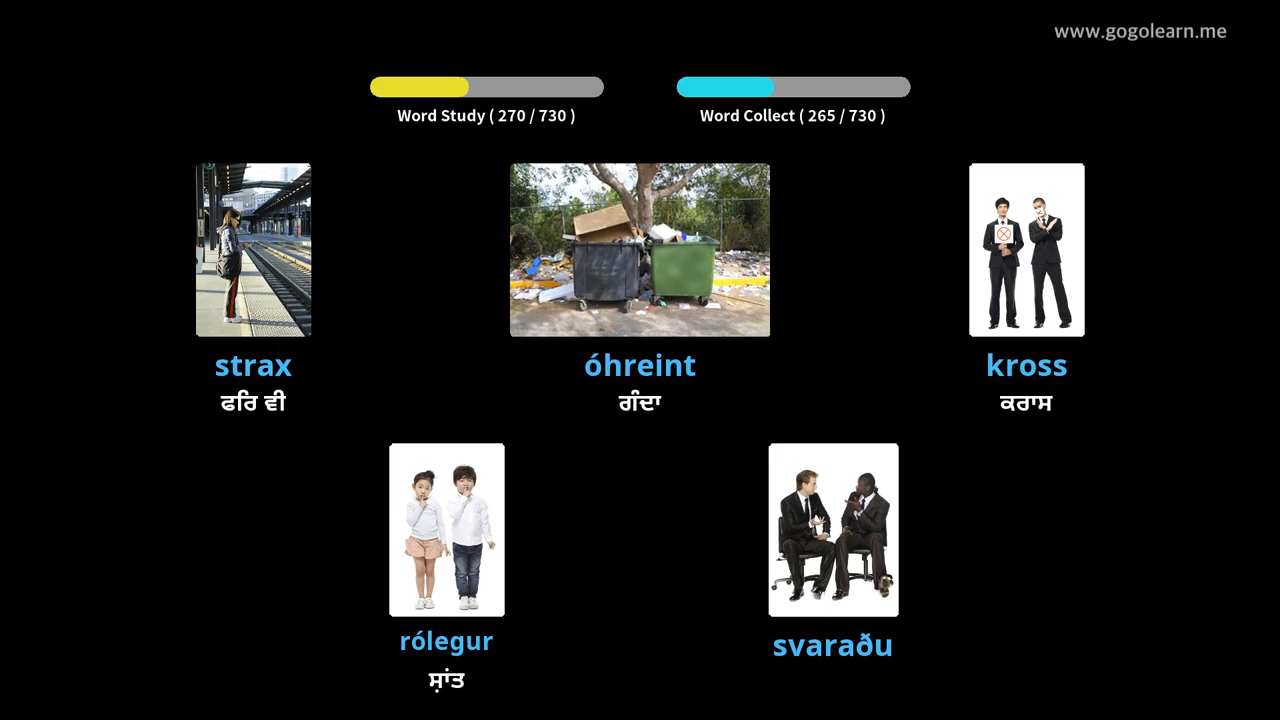 www.gogolearn.me
Word Study ( 270 / 730 )
Word Collect ( 265 / 730 )
strax
ਫਰਿ ਵੀ
óhreint
ਗੰਦਾ
kross
ਕਰਾਸ
rólegur
ਸ਼ਾਂਤ
svaraðu